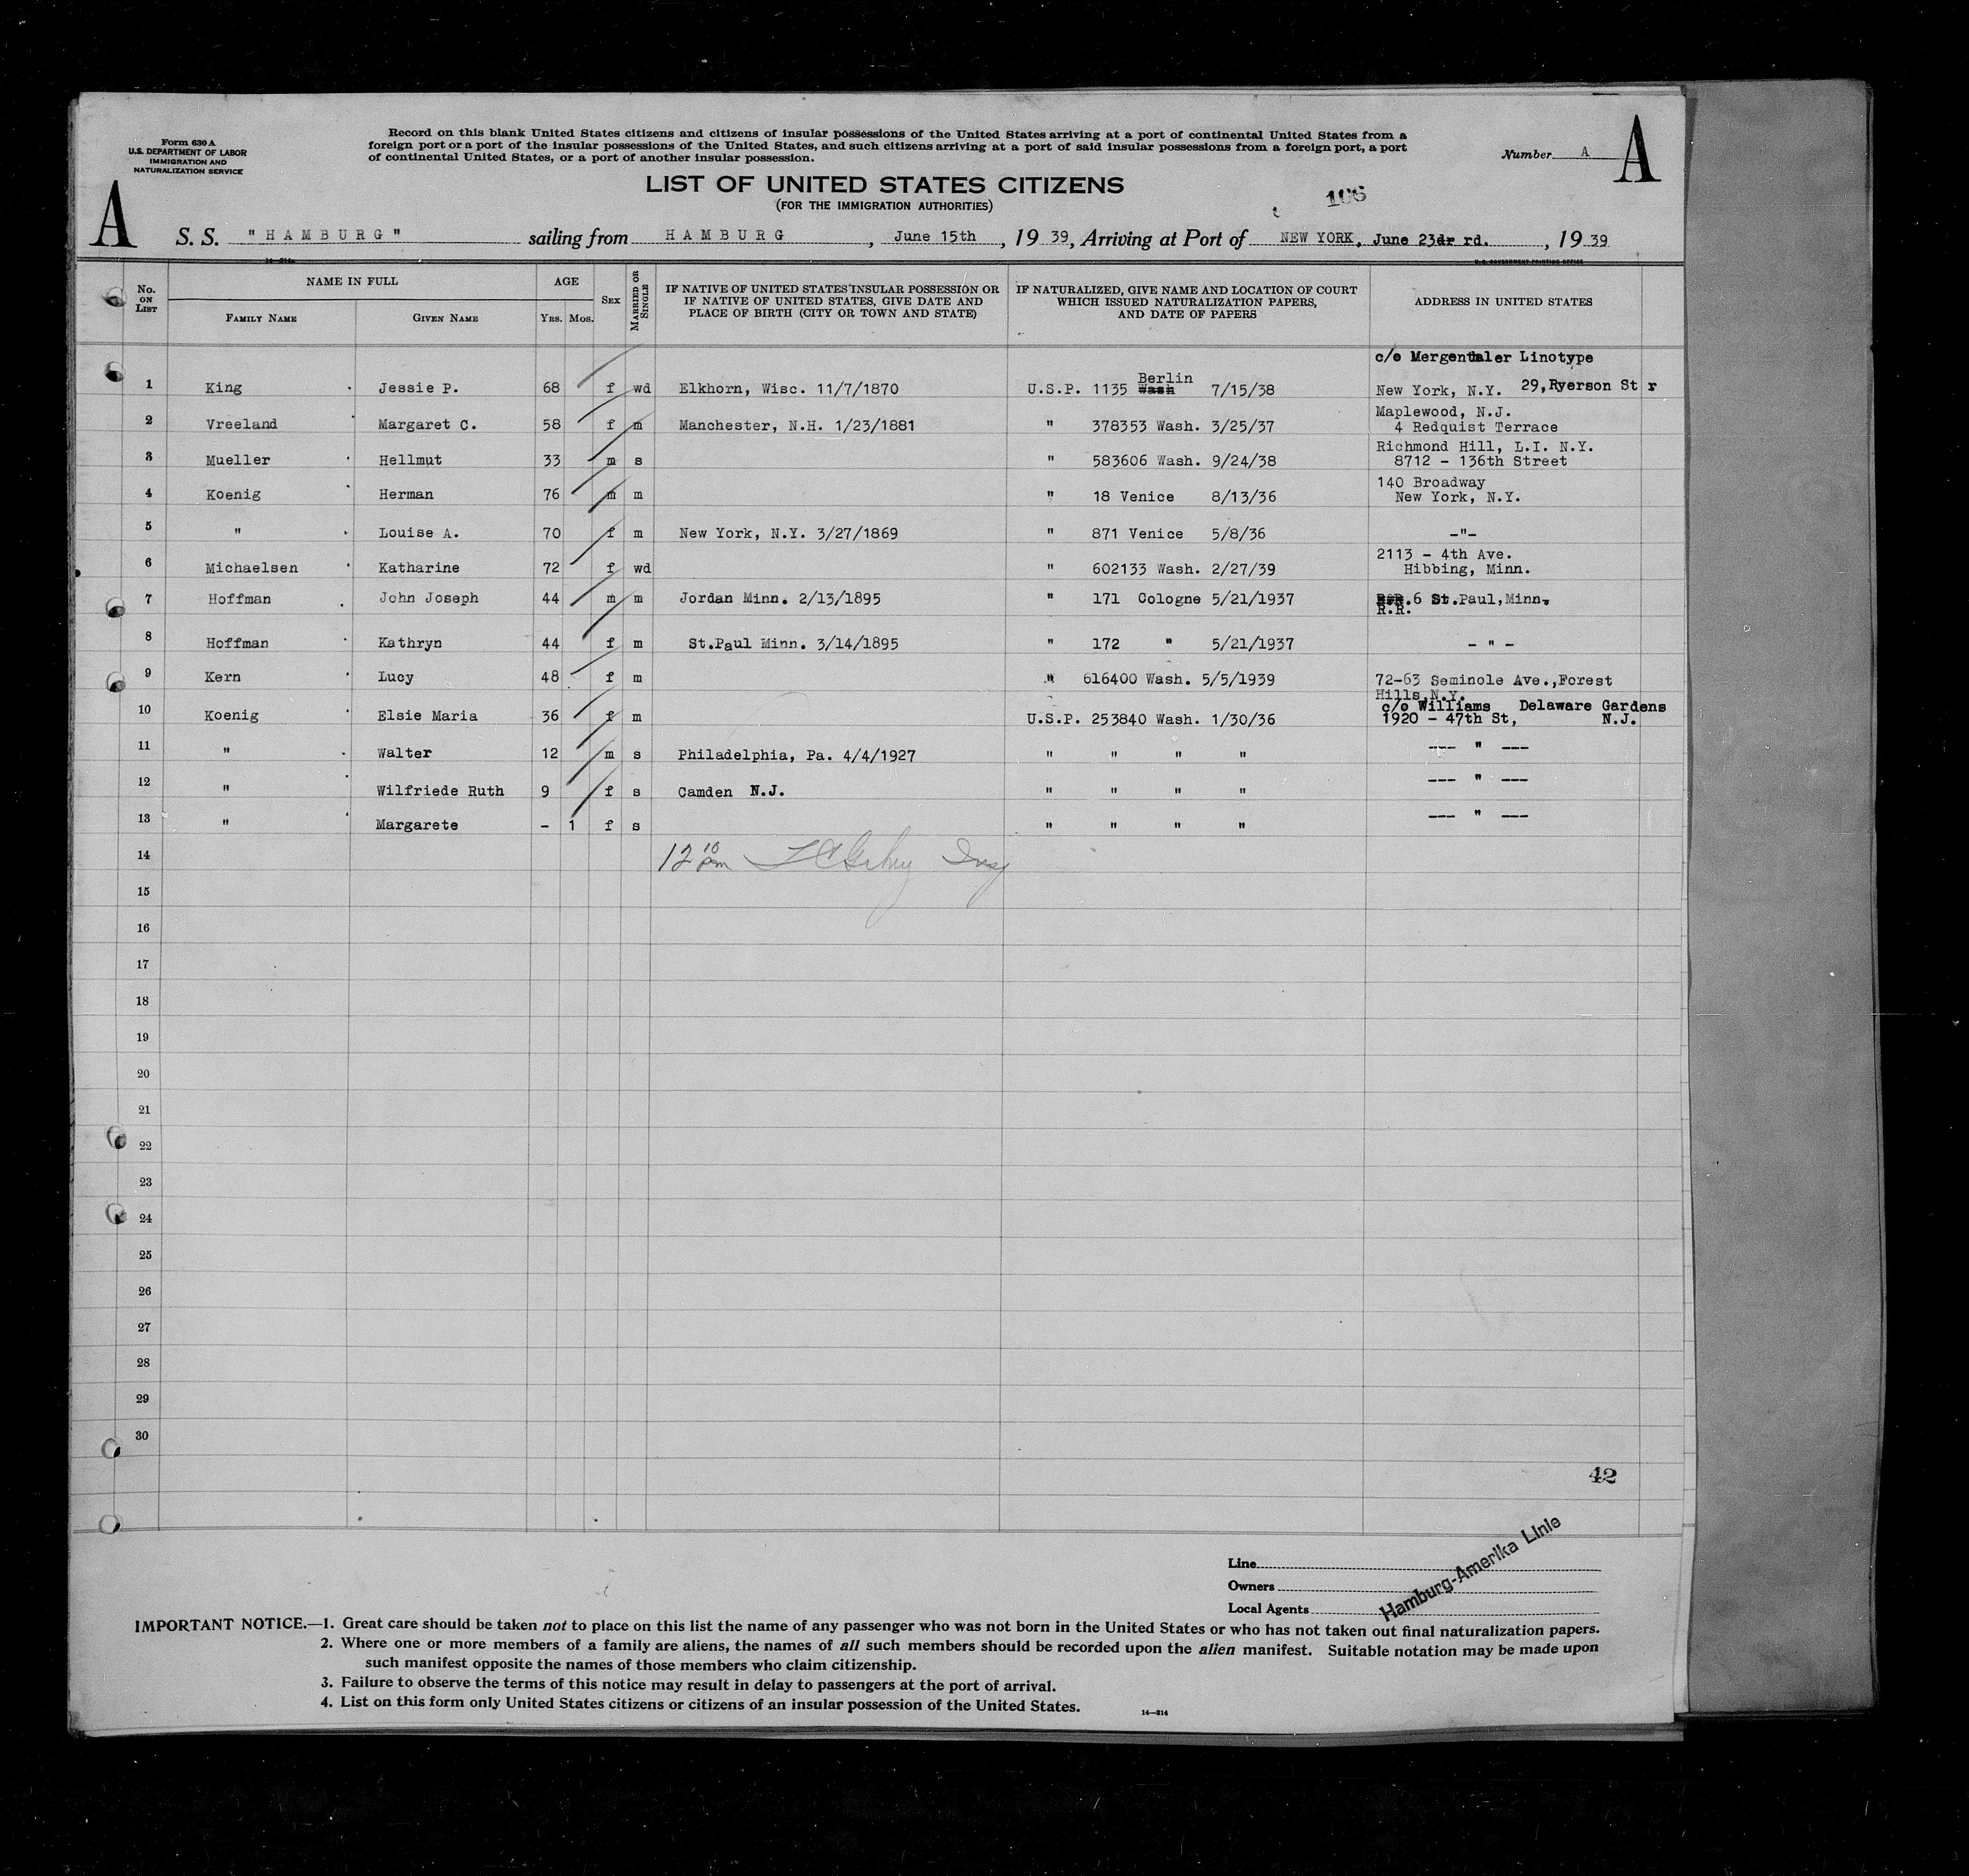 Form 630 A
U.S. DEPARTMENT OF LABOR
IMMIGRATION AND
NATURALIZATION SERVICE
Record on this blank United States citizens and citizens of insular possessions of the United States arriving at a port of continental United States from a
foreign port or a port of the insular possessions of the United States, and such citizens arriving at a port of said insular possessions from a foreign port, a port
of continental United States, or a port of another insular possession.
Number A A
LIST OF UNITED STATES CITIZENS
(FOR THE IMMIGRATION AUTHORITIES)
106
A S. S. "HAMBURG" sailing from HAMBURG, June 15th, 19 39, Arriving at Port of NEW YORK, June 23dr rd., 19 39
14—214
U. S. GOVERNMENT PRINTING OFFICE
No. ON LIST NAME IN FULL FAMILY NAME GIVEN NAME AGE YRS. MOS. SEX MARRIED OR SINGLE IF NATIVE OF UNITED STATES INSULAR POSSESSION OR IF NATIVE OF UNITED STATES, GIVE DATE AND PLACE OF BIRTH (CITY OR TOWN AND STATE) IF NATURALIZED, GIVE NAME AND LOCATION OF COURT WHICH ISSUED NATURALIZATION PAPERS, AND DATE OF PAPERS ADDRESS IN UNITED STATES
c/o Mergenthaler Linotype
1 King Jessie P. 68 f wd Elkhorn, Wisc. 11/7/1870 U.S.P. 1135 Wash Berlin 7/15/38 New York, N.Y. 29,Ryerson St r
2 Vreeland Margaret C. 58 f m Manchester, N.H. 1/23/1881 " 378353 Wash. 3/25/37 Maplewood, N.J.
4 Redquist Terrace
3 Mueller Hellmut 33 m s " 583606 Wash. 9/24/38 Richmond Hill, L.I. N.Y.
8712 - 136th Street
4 Koenig Herman 76 m m " 18 Venice 8/13/36 140 Broadway
New York, N.Y.
5 " Louise A. 70 f m New York, N.Y. 3/27/1869 " 871 Venice 5/8/36 -"-
6 Michaelsen Katharine 72 f wd " 602133 Wash. 2/27/39 2113 - 4th Ave.
Hibbing, Minn.
7 Hoffman John Joseph 44 m m Jordan Minn. 2/13/1895 " 171 Cologne 5/21/1937 .6 St.Paul,Minn.
R.R.
8 Hoffman Kathryn 44 f m St.Paul Minn. 3/14/1895 " 172 " 5/21/1937 - " -
9 Kern Lucy 48 f m " 616400 Wash. 5/5/1939 72-63 Seminole Ave.,Forest
Hills,N.Y.
c/o Williams Delaware Gardens
10 Koenig Elsie Maria 36 f m U.S.P. 253840 Wash. 1/30/36 1920 - 47th St, N.J.
11 " Walter 12 m s Philadelphia, Pa. 4/4/1927 " " " " --- " ---
12 " Wilfriede Ruth 9 f s Camden N.J. " " " " --- " ---
13 " Margarete - 1 f s " " " " --- " ---
14 12 10 pm
15
16
17
18
19
20
21
22
23
24
25
26
27
28
29
30
42
Line
Owners
Local Agents
Hamburg-Amerika Linie
IMPORTANT NOTICE.—1. Great care should be taken not to place on this list the name of any passenger who was not born in the United States or who has not taken out final naturalization papers.
2. Where one or more members of a family are aliens, the names of all such members should be recorded upon the alien manifest. Suitable notation may be made upon
such manifest opposite the names of those members who claim citizenship.
3. Failure to observe the terms of this notice may result in delay to passengers at the port of arrival.
4. List on this form only United States citizens or citizens of an insular possession of the United States.
14—214